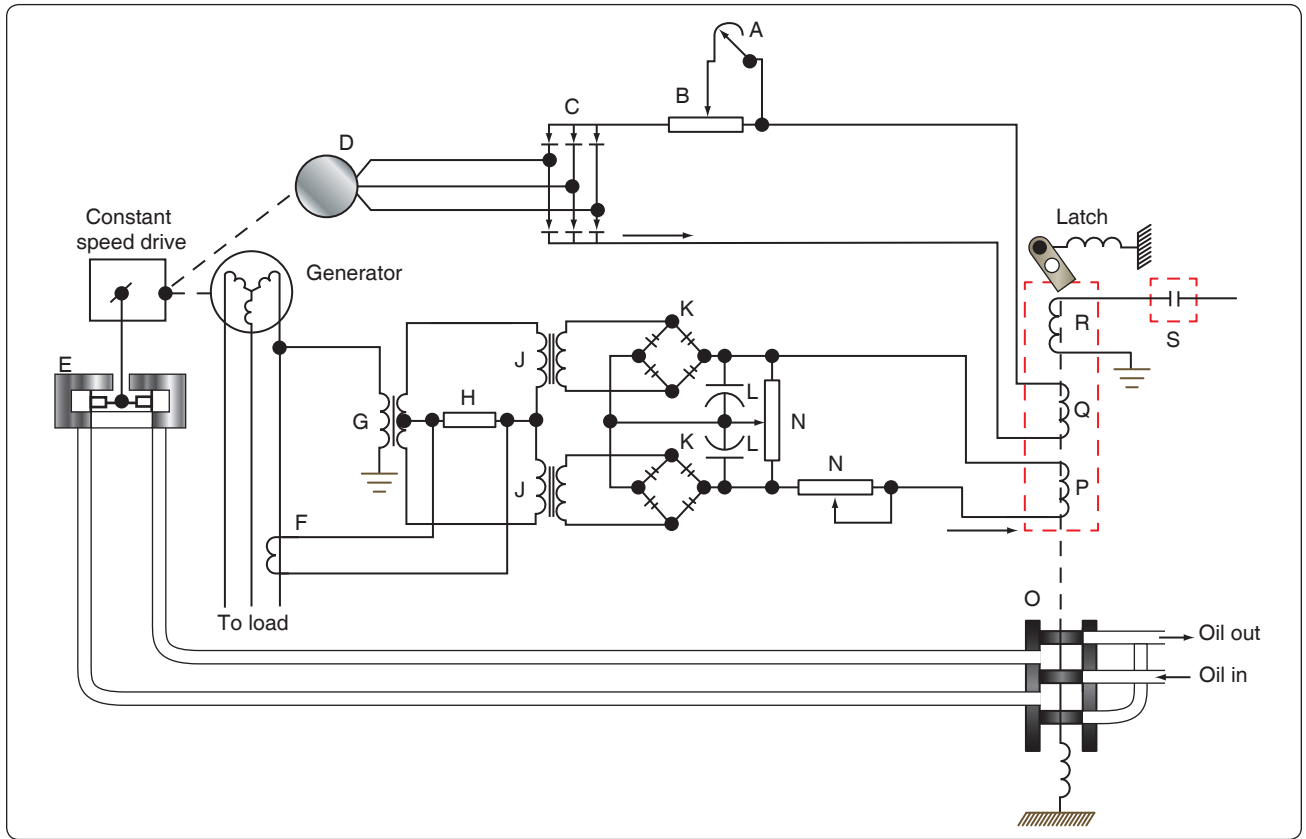 A
B
C
D
Constant
speed drive
Generator
Latch
E
K
R
S
J
L
H
G
Q
N
K
L
N
J
P
F
O
To load
Oil out
Oil in